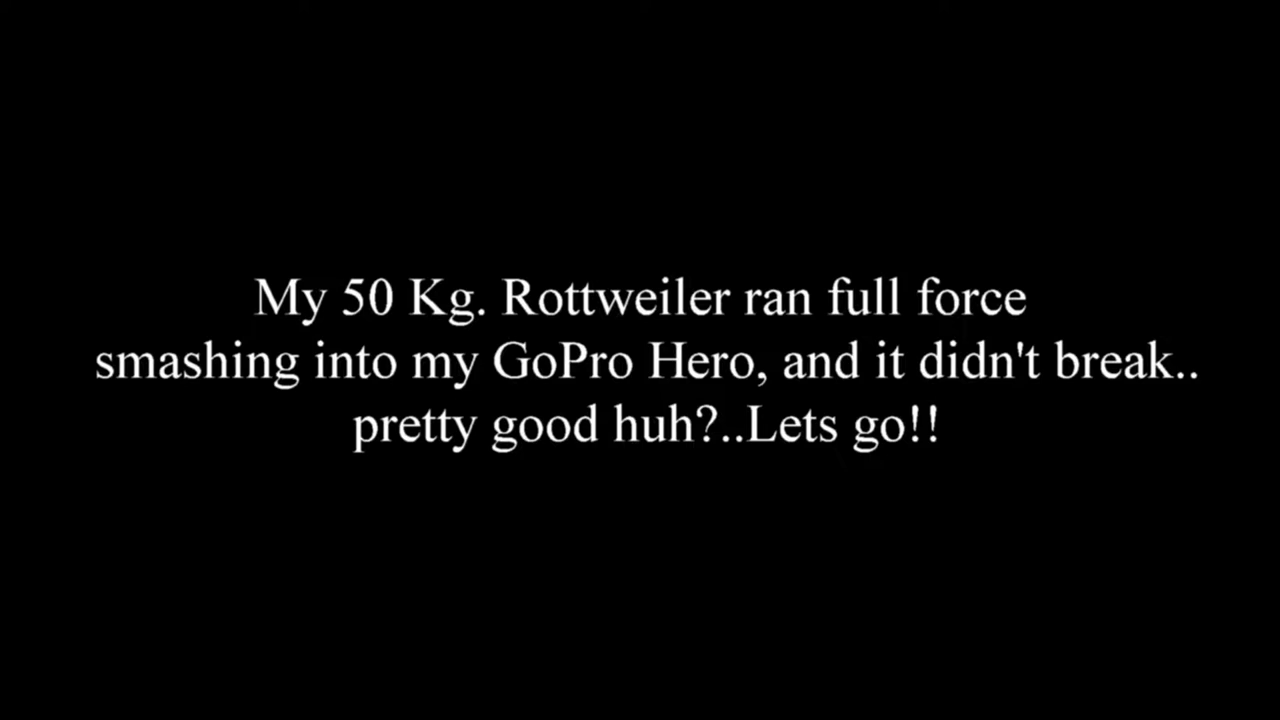 My 50 Kg. Rottweiler ran full force
smashing into my GoPro Hero, and it didn't break..
pretty good huh?..Lets go!!